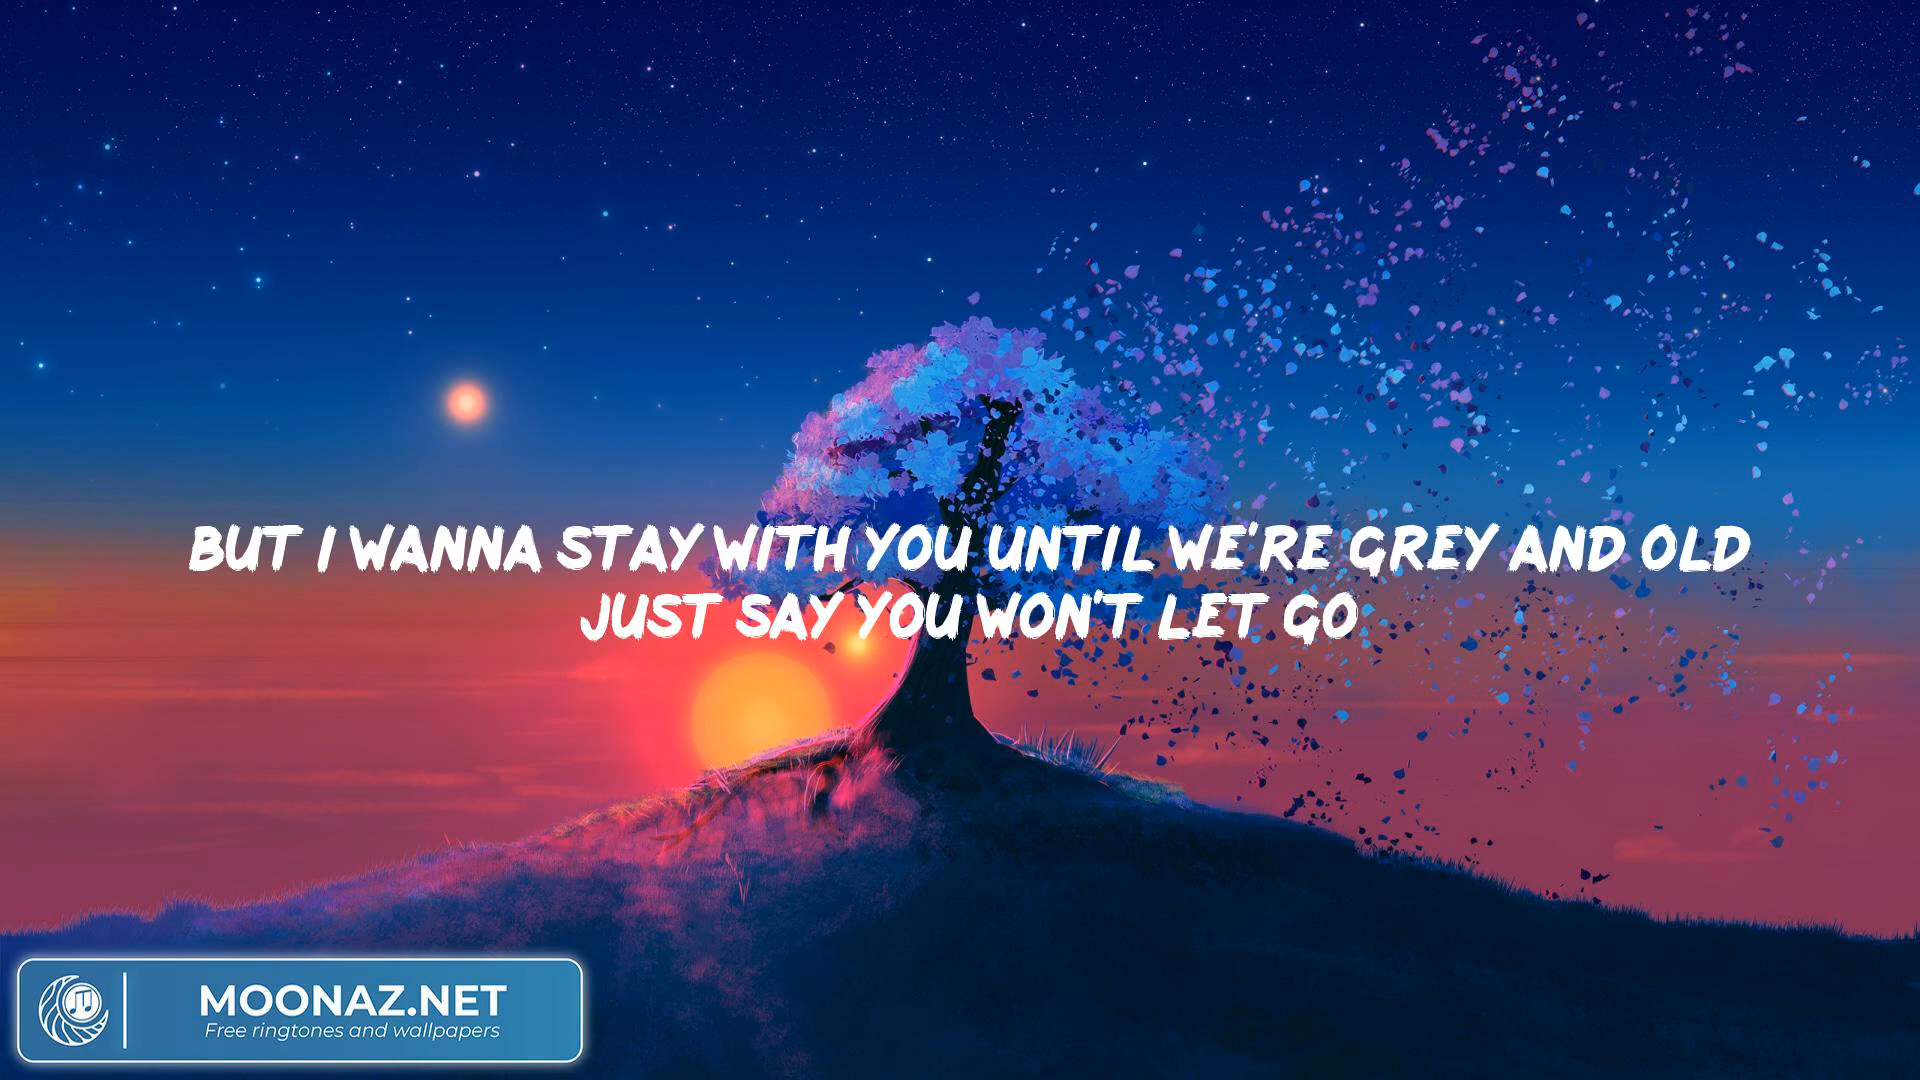 BUT I WANNA STAY WITH YOU UNTIL WE'RE GREY AND OLD
JUST SAY YOU WON'T LET GO
MOONAZ.NET
Free ringtones and wallpapers